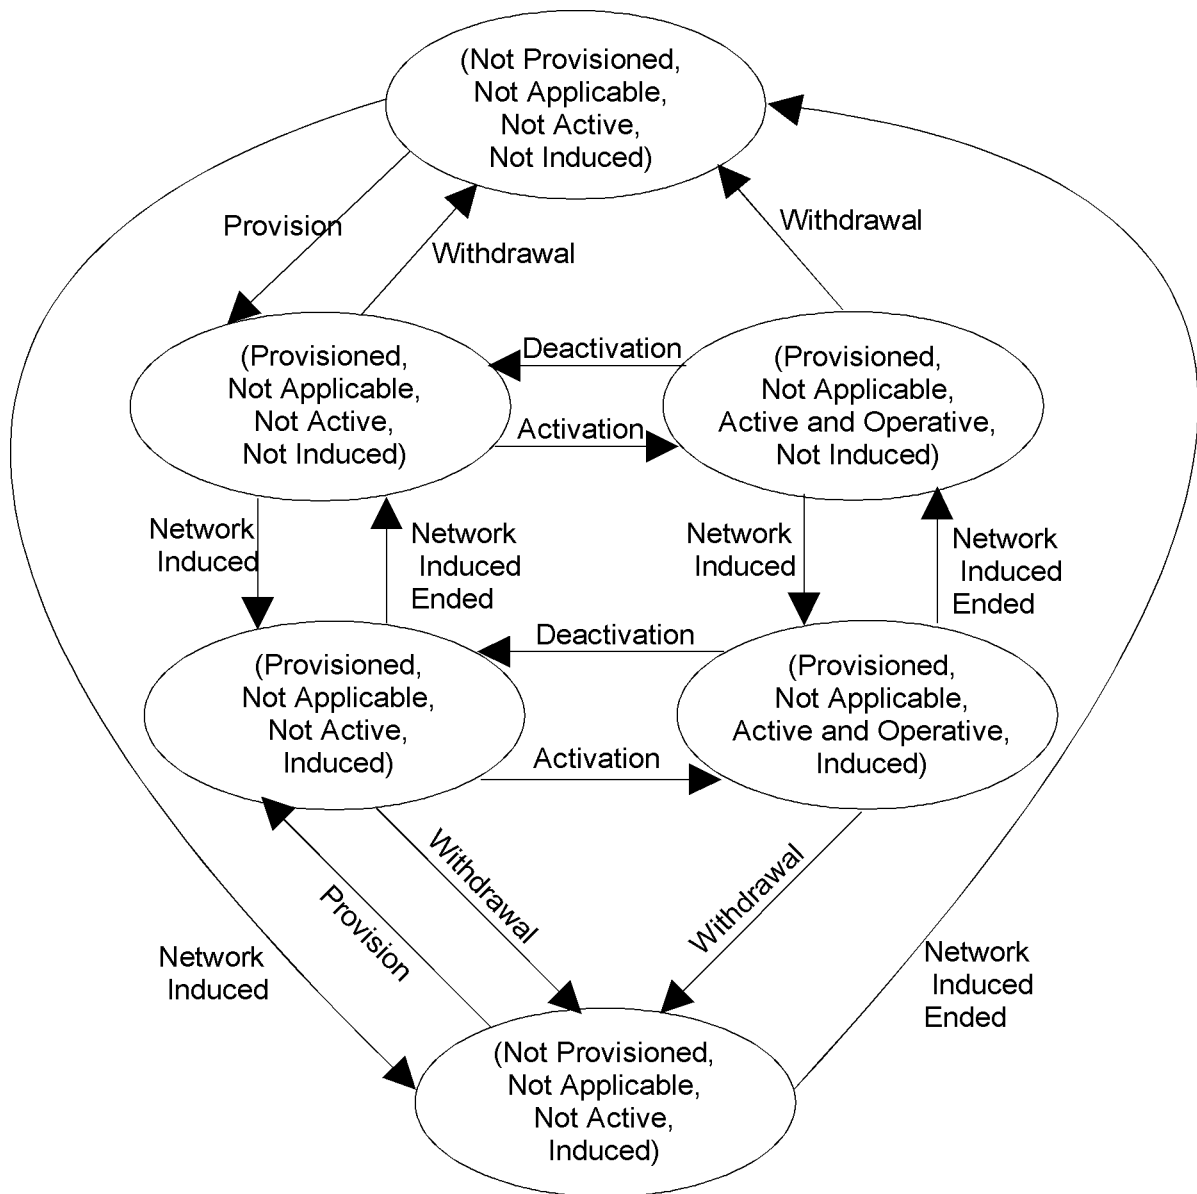 (Not Provisioned,
Not Applicable,
Not Active,
Not Induced)
Provision
Withdrawal
Withdrawal
(Provisioned,
Not Applicable,
Not Active,
Not Induced)
Deactivation
Activation
(Provisioned,
Not Applicable,
Active and Operative,
Not Induced)
Network
Induced
Network
Induced
Ended
Network
Induced
Network
Induced
Ended
(Provisioned,
Not Applicable,
Not Active,
Induced)
Deactivation
Activation
(Provisioned,
Not Applicable,
Active and Operative,
Induced)
Provision
Withdrawal
Withdrawal
Network
Induced
Network
Induced
Ended
(Not Provisioned,
Not Applicable,
Not Active,
Induced)